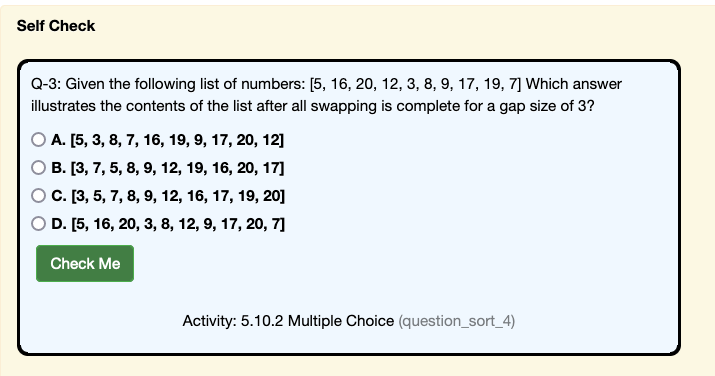 Self Check
Q-3: Given the following list of numbers: [5, 16, 20, 12, 3, 8, 9, 17, 19, 7] Which answer
illustrates the contents of the list after all swapping is complete for a gap size of 3?
A. [5, 3, 8, 7, 16, 19, 9, 17, 20, 12]
B. [3, 7, 5, 8, 9, 12, 19, 16, 20, 17]
C. [3, 5, 7, 8, 9, 12, 16, 17, 19, 20]
D. [5, 16, 20, 3, 8, 12, 9, 17, 20, 7]
Check Me
Activity: 5.10.2 Multiple Choice (question_sort_4)